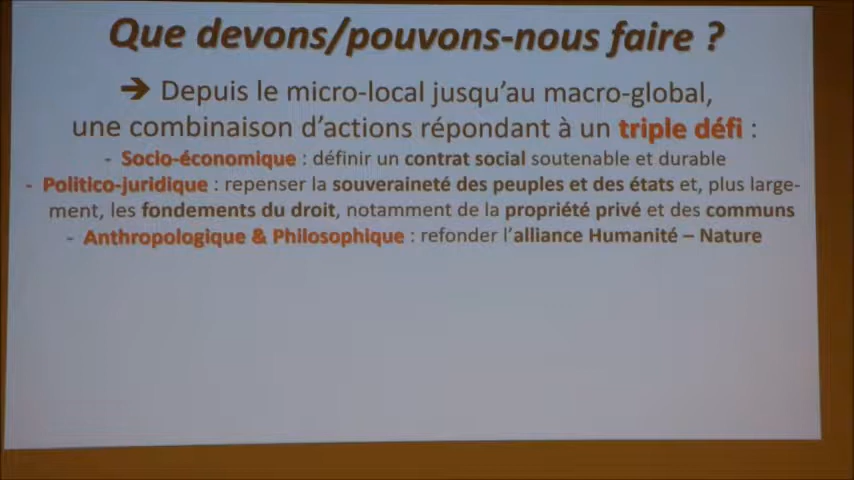 Que devons/pouvons-nous faire ?
➔ Depuis le micro-local jusqu'au macro-global,
une combinaison d'actions répondant à un triple défi :
- Socio-économique : définir un contrat social soutenable et durable
- Politico-juridique : repenser la souveraineté des peuples et des états et, plus large-
ment, les fondements du droit, notamment de la propriété privé et des communs
- Anthropologique & Philosophique : refonder l'alliance Humanité – Nature